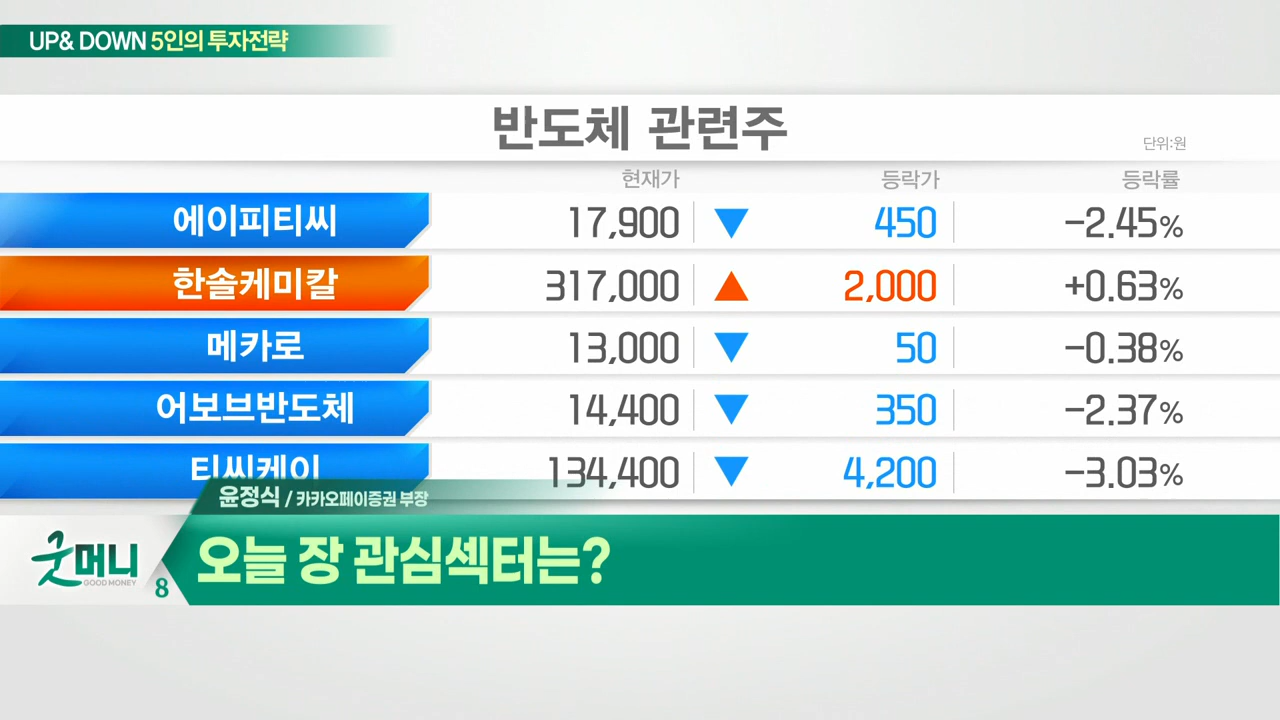 UP& DOWN 5인의 투자전략
반도체 관련주
단위:원
현재가 등락가 등락률
에이피티씨 17,900 ▼ 450 -2.45%
한솔케미칼 317,000 ▲ 2,000 +0.63%
메카로 13,000 ▼ 50 -0.38%
어보브반도체 14,400 ▼ 350 -2.37%
티씨케이 134,400 ▼ 4,200 -3.03%
윤정식 / 카카오페이증권 부장
굿머니
GOOD MONEY
8
오늘 장 관심섹터는?